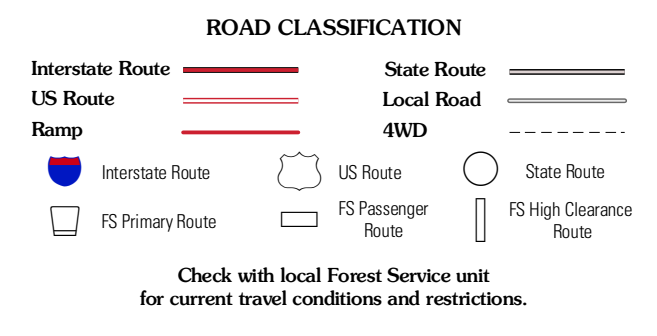 ROAD CLASSIFICATION
Interstate Route
State Route
US Route
Local Road
Ramp
4WD
Interstate Route
US Route
State Route
FS Primary Route
FS Passenger
Route
FS High Clearance
Route
Check with local Forest Service unit
for current travel conditions and restrictions.